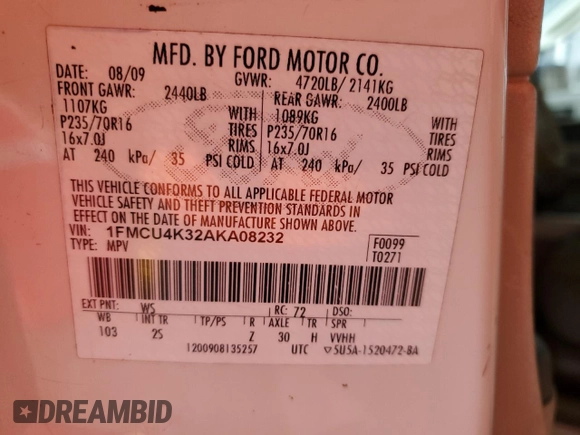 MFD. BY FORD MOTOR CO.
DATE: 08/09 GVWR: 4720LB/ 2141KG
FRONT GAWR: 2440LB REAR GAWR: 2400LB
1107KG WITH 1089KG WITH
P235/70R16 TIRES P235/70R16 TIRES
16x7.0J RIMS 16x7.0J RIMS
AT 240 kPa/ 35 PSI COLD AT 240 kPa/ 35 PSI COLD
THIS VEHICLE CONFORMS TO ALL APPLICABLE FEDERAL MOTOR
VEHICLE SAFETY AND THEFT PREVENTION STANDARDS IN
EFFECT ON THE DATE OF MANUFACTURE SHOWN ABOVE.
VIN: 1FMCU4K32AKA08232 F0099
TYPE: MPV T0271
EXT PNT: WS RC: 72 DSO:
WB INT TR TP/PS R AXLE TR SPR
103 2S Z 30 H VVHH
1200908135257 UTC ▽5U5A-1520472-BA
DREAMBID